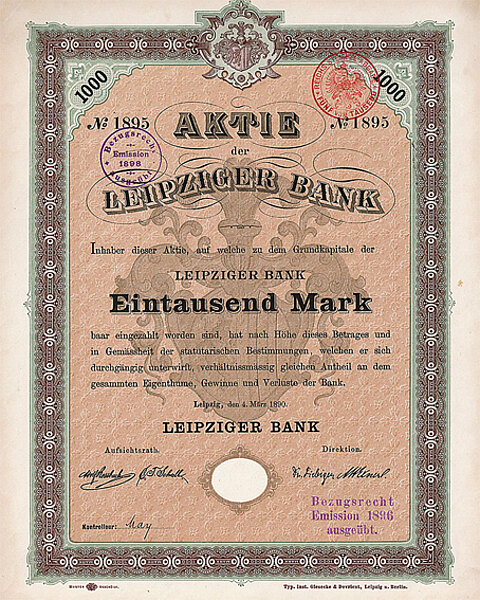 1000 1000
№ 1895 № 1895
AKTIE
der
LEIPZIGER BANK
Bezugsrecht
Emission
1898
Ausgeübt
Inhaber dieser Aktie, auf welche zu dem Grundkapitale der
LEIPZIGER BANK
Eintausend Mark
baar eingezahlt worden sind, hat nach Höhe dieses Betrages und
in Gemässheit der statutarischen Bestimmungen, welchen er sich
durchgängig unterwirft, verhältnissmässig gleichen Antheil an dem
gesammten Eigenthume, Gewinne und Verluste der Bank.
Leipzig, den 4. März 1890.
LEIPZIGER BANK
Aufsichtsrath. Direktion.
Kontrolleur: May
Bezugsrecht
Emission 1896
ausgeübt.
Typ. Inst. Giesecke & Devrient, Leipzig u. Berlin.